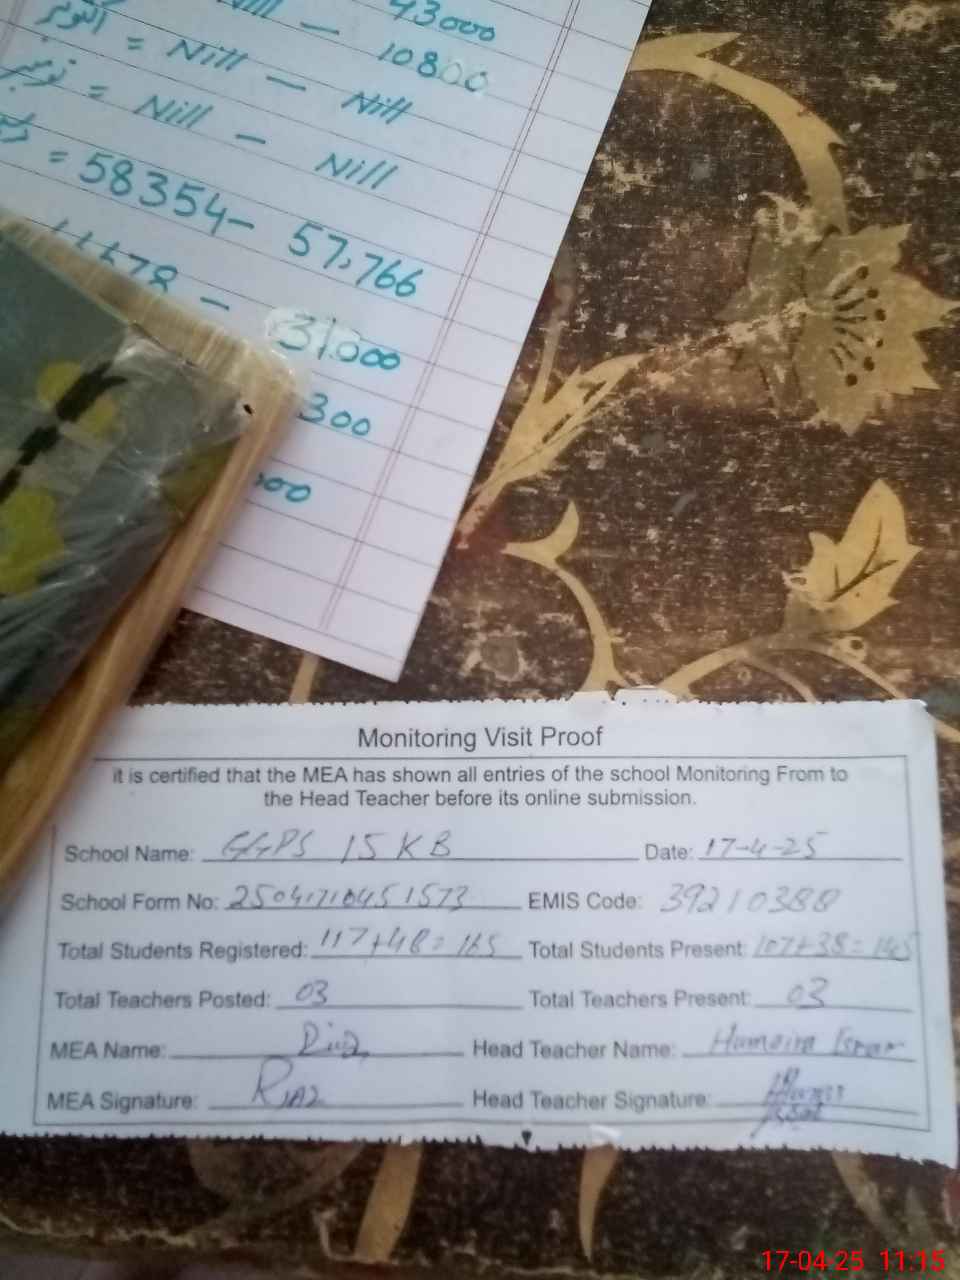 43000
Nill — 10800
= Nill — Nill
= Nill — Nill
= 58354 – 57,766
– 31000
300
000
Monitoring Visit Proof
it is certified that the MEA has shown all entries of the school Monitoring From to
the Head Teacher before its online submission.
School Name: GGPS 15 KB Date: 17-4-25
School Form No: 25041710451573 EMIS Code: 39210388
Total Students Registered: 117+48=165 Total Students Present: 107+38=145
Total Teachers Posted: 03 Total Teachers Present: 03
MEA Name: Riaz Head Teacher Name: Humaira Israr
MEA Signature: Riaz Head Teacher Signature:
17-04-25 11:15